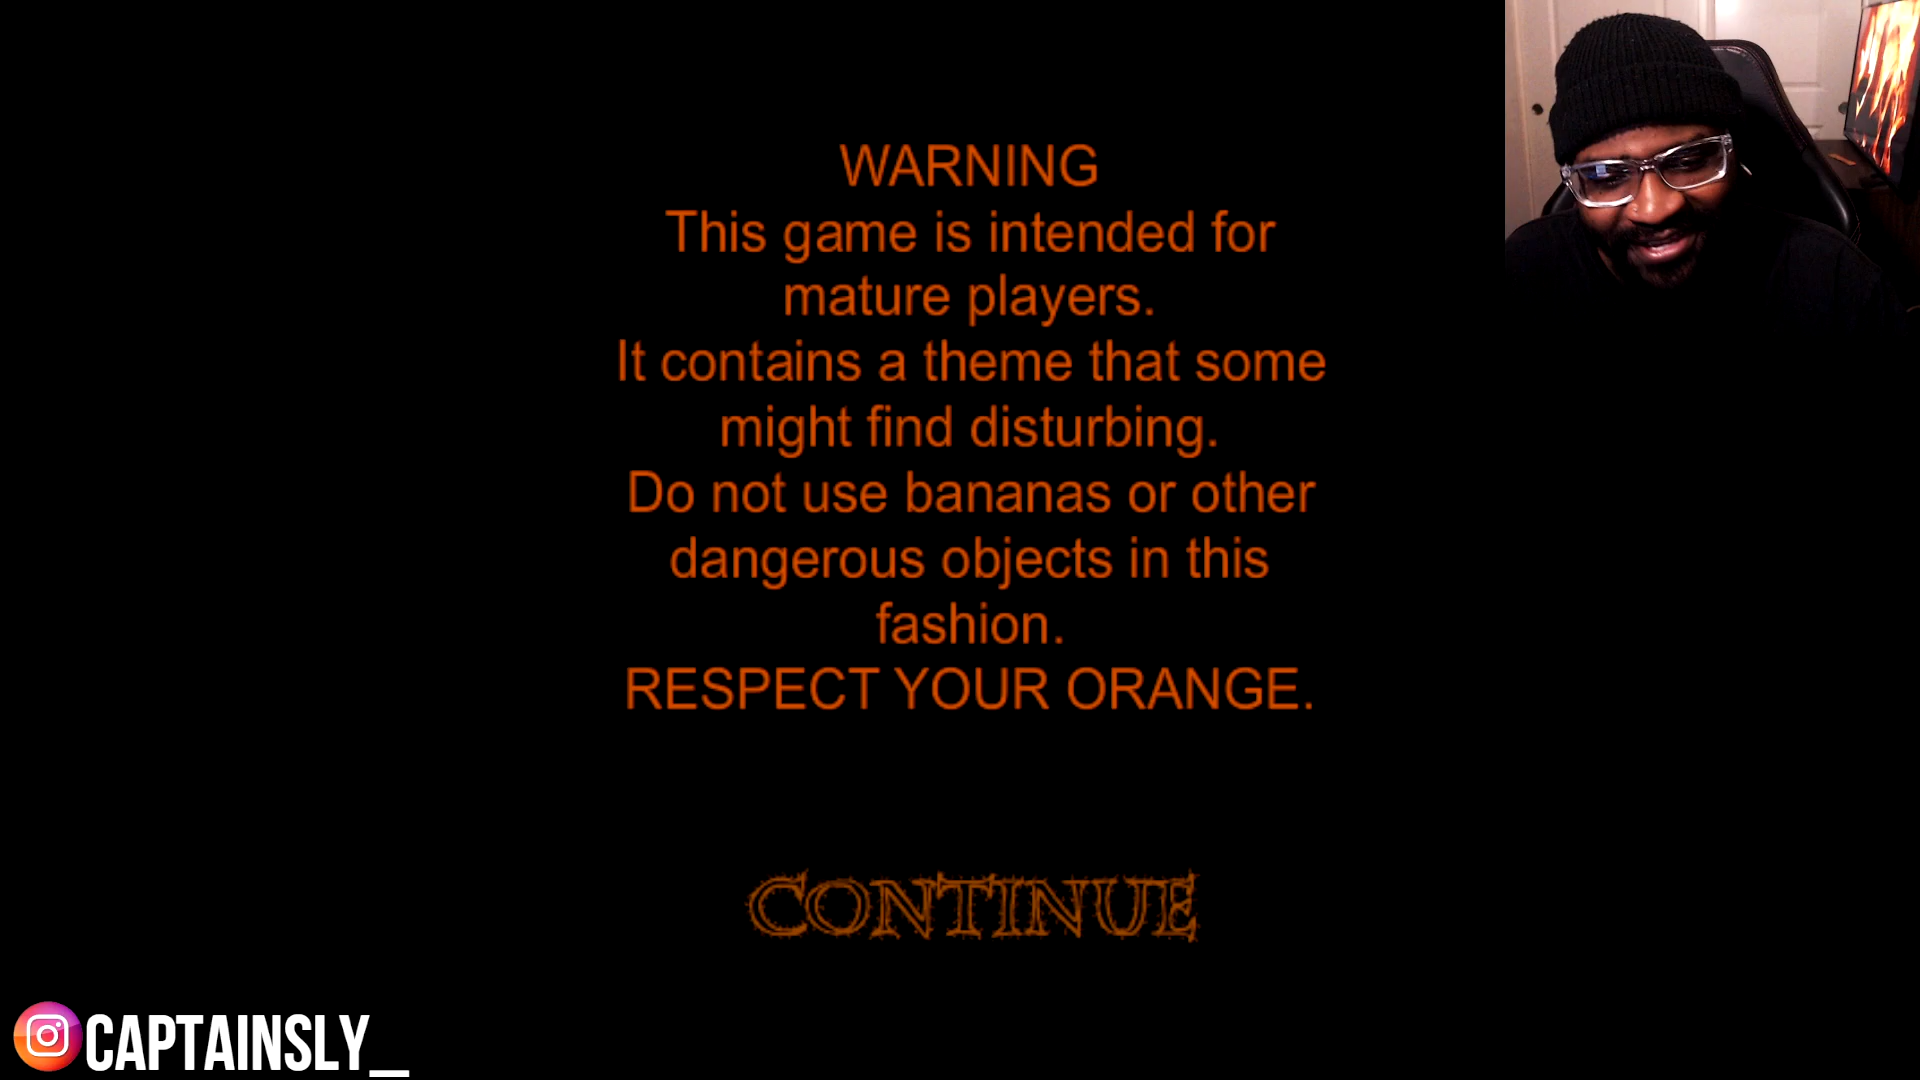 WARNING
This game is intended for
mature players.
It contains a theme that some
might find disturbing.
Do not use bananas or other
dangerous objects in this
fashion.
RESPECT YOUR ORANGE.
CONTINUE
CAPTAINSLY_